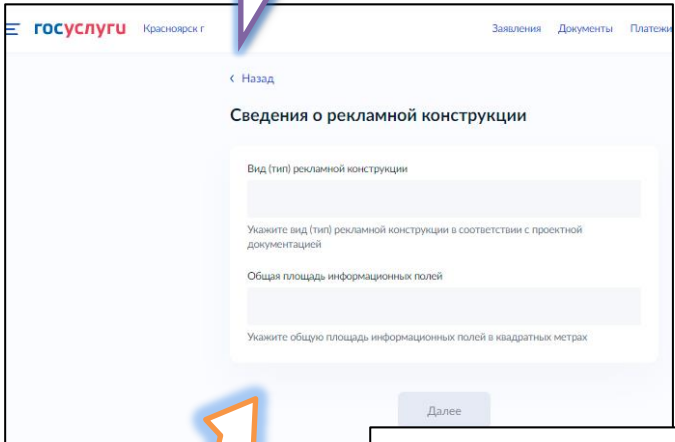 госуслуги Красноярск г Заявления Документы Платежи
Назад
Сведения о рекламной конструкции
Вид (тип) рекламной конструкции
Укажите вид (тип) рекламной конструкции в соответствии с проектной
документацией
Общая площадь информационных полей
Укажите общую площадь информационных полей в квадратных метрах
Далее